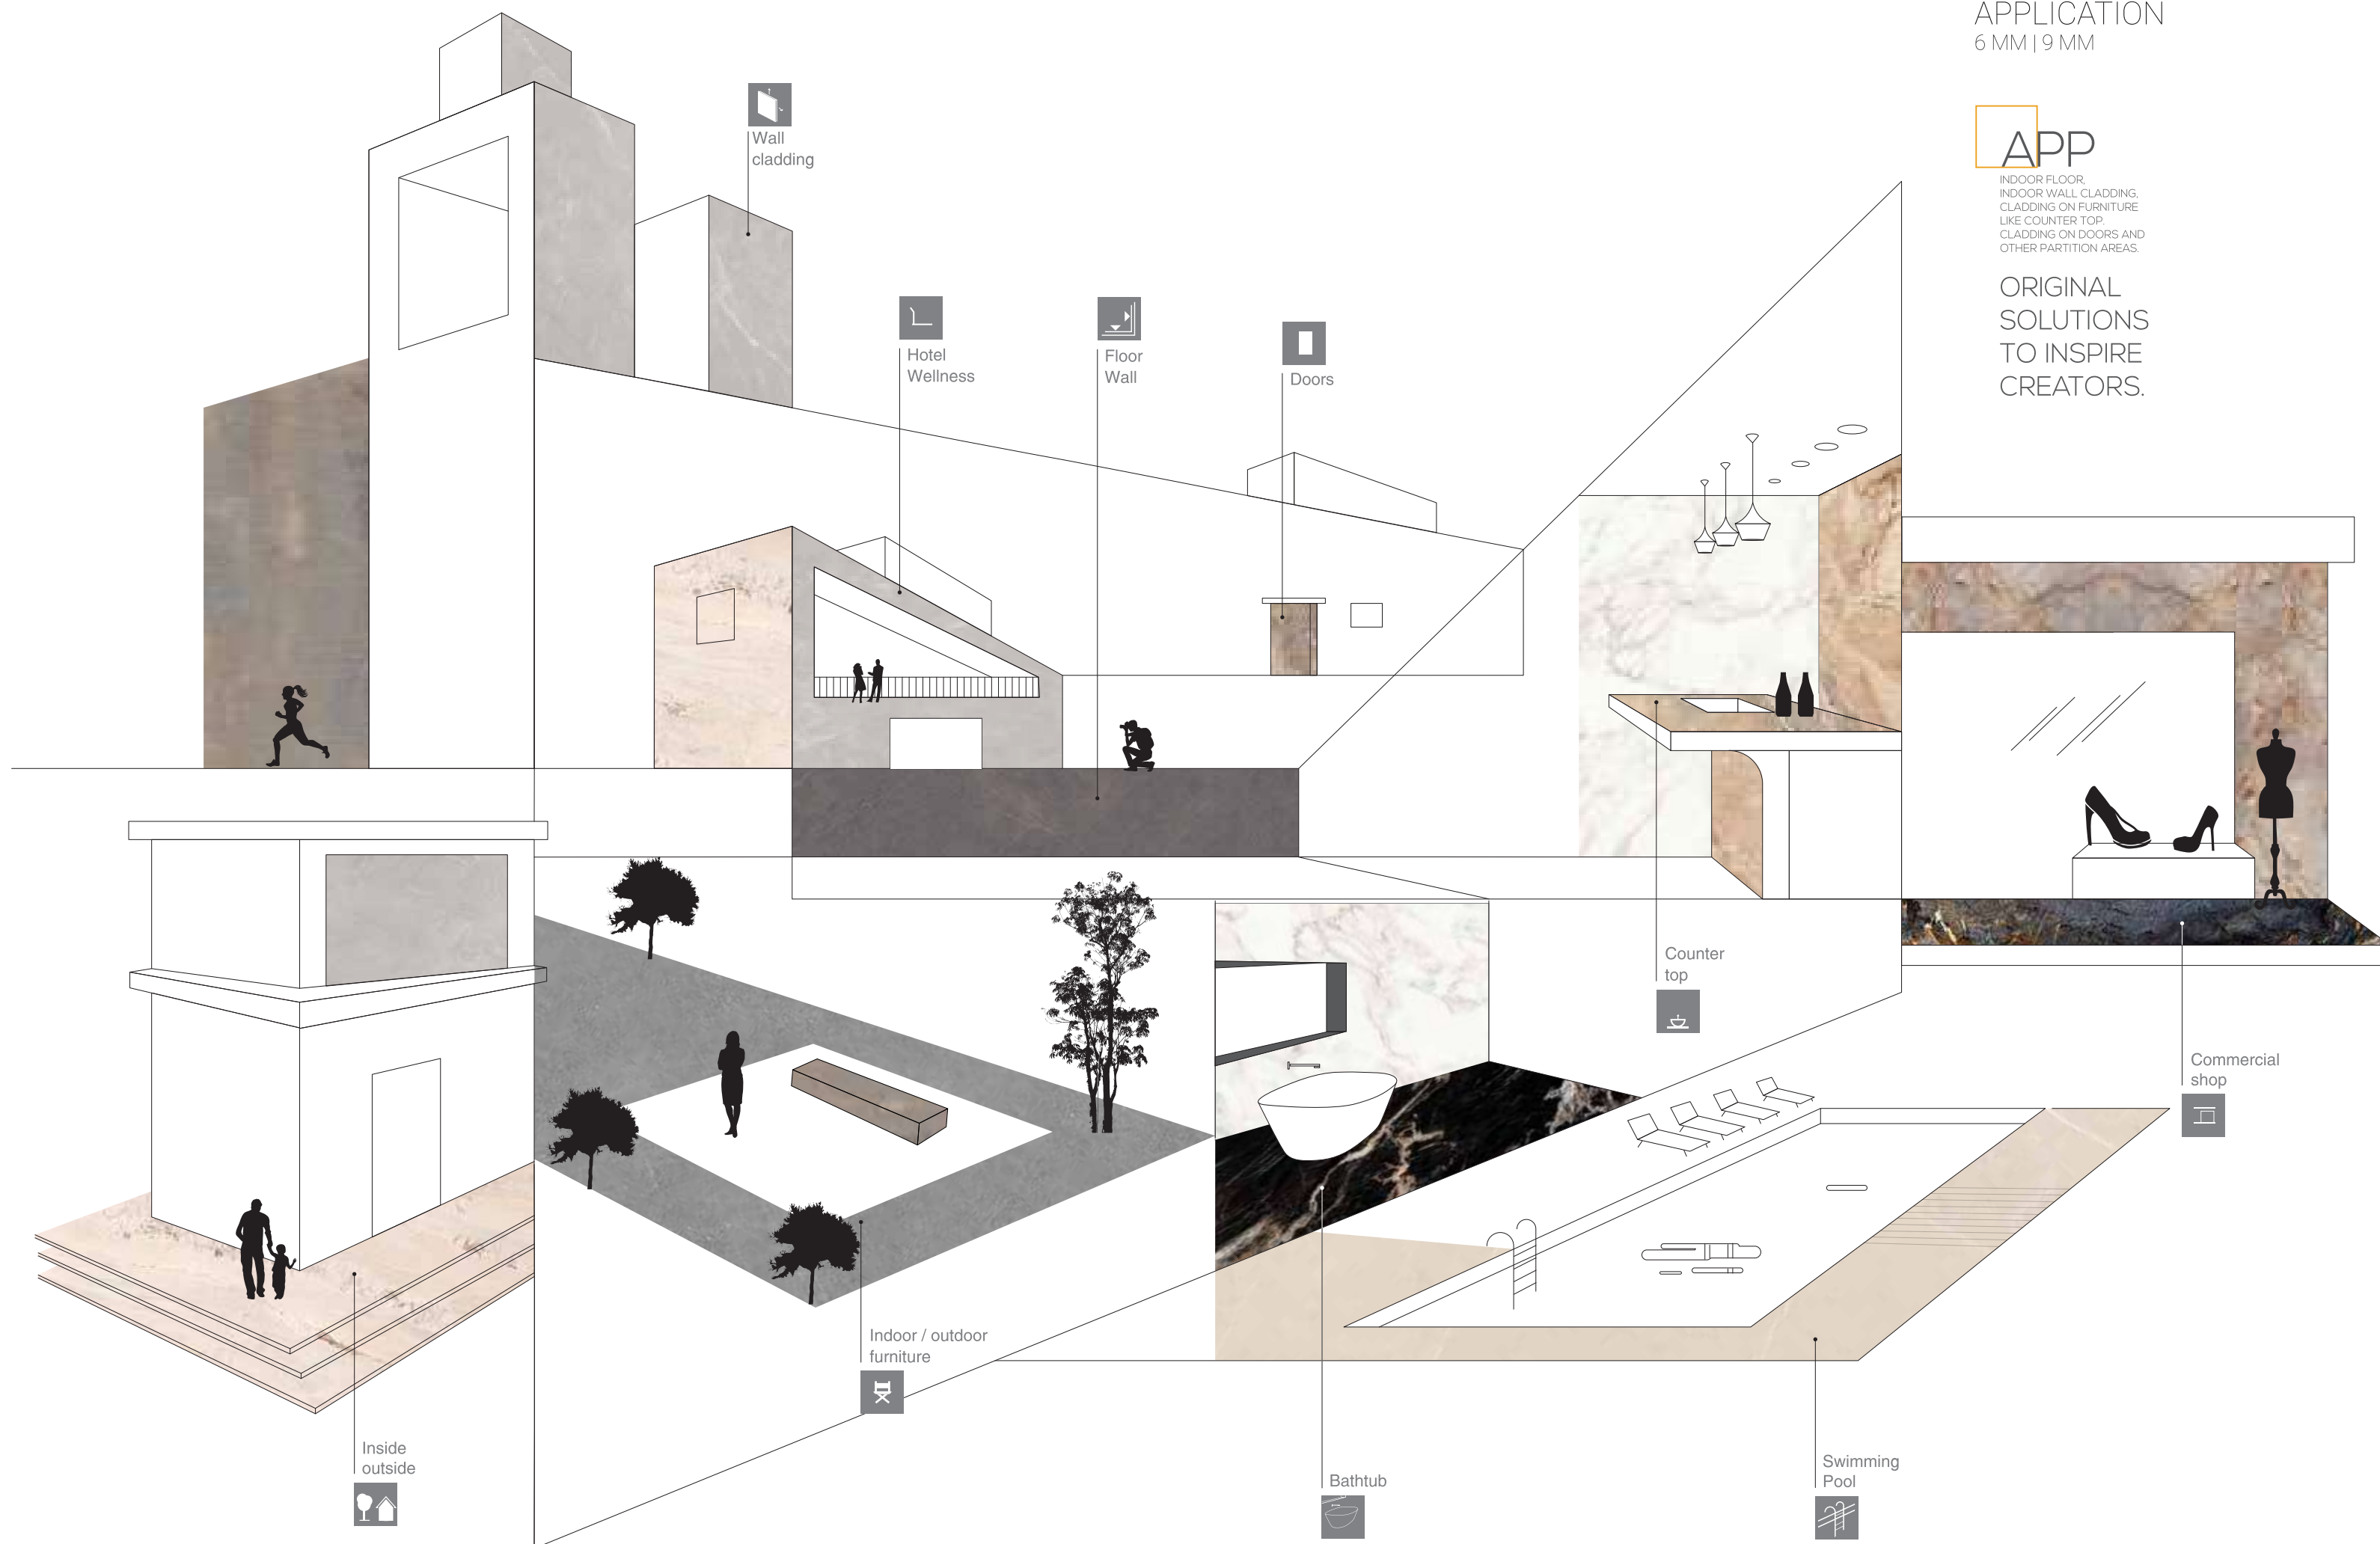 APPLICATION
6 MM | 9 MM
APP
INDOOR FLOOR,
INDOOR WALL CLADDING,
CLADDING ON FURNITURE
LIKE COUNTER TOP.
CLADDING ON DOORS AND
OTHER PARTITION AREAS.
ORIGINAL
SOLUTIONS
TO INSPIRE
CREATORS.
Wall
cladding
Hotel
Wellness
Floor
Wall
Doors
Counter
top
Commercial
shop
Indoor / outdoor
furniture
Inside
outside
Bathtub
Swimming
Pool